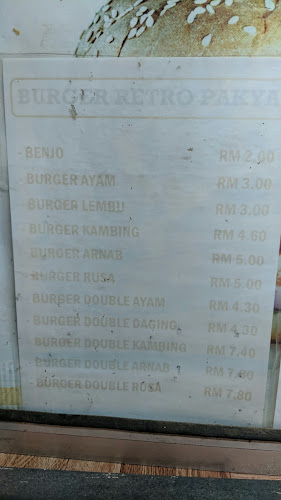 BURGER RETRO PAKYA
- BENJO RM 2.00
- BURGER AYAM RM 3.00
- BURGER LEMBU RM 3.00
- BURGER KAMBING RM 4.60
- BURGER ARNAB RM 5.00
- BURGER RUSA RM 5.00
- BURGER DOUBLE AYAM RM 4.30
- BURGER DOUBLE DAGING RM 4.30
- BURGER DOUBLE KAMBING RM 7.40
- BURGER DOUBLE ARNAB RM 7.80
- BURGER DOUBLE RUSA RM 7.80